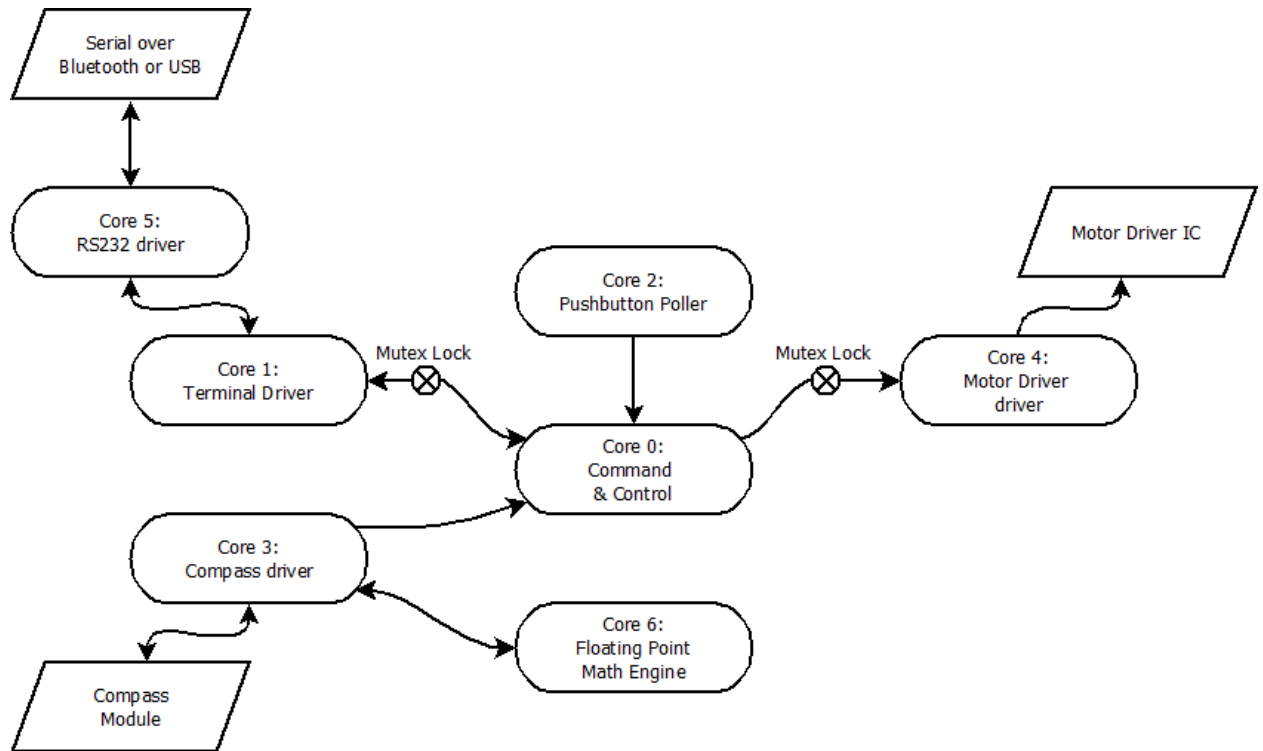 Serial over
Bluetooth or USB
Core 5:
RS232 driver
Motor Driver IC
Core 2:
Pushbutton Poller
Mutex Lock
Mutex Lock
Core 1:
Terminal Driver
Core 4:
Motor Driver
driver
Core 0:
Command
& Control
Core 3:
Compass driver
Core 6:
Floating Point
Math Engine
Compass
Module